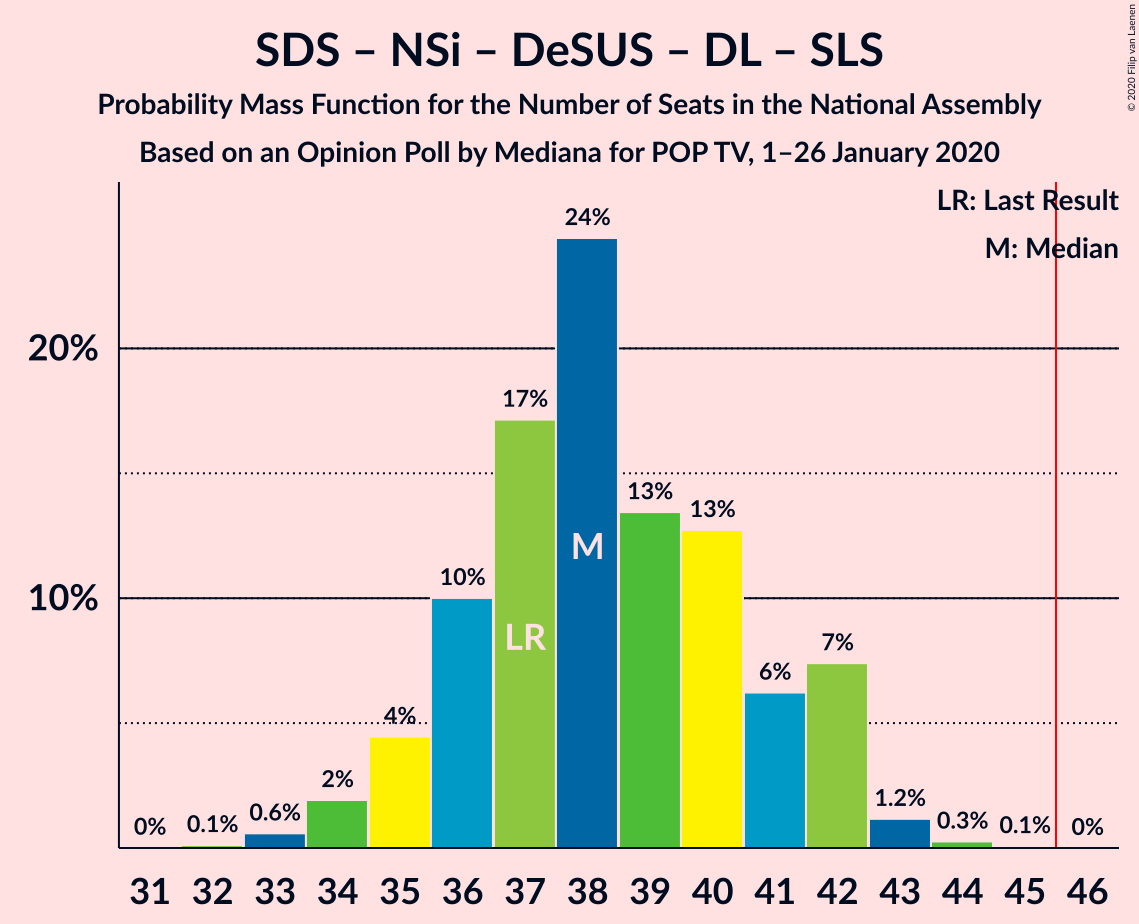 SDS – NSi – DeSUS – DL – SLS
Probability Mass Function for the Number of Seats in the National Assembly
Based on an Opinion Poll by Mediana for POP TV, 1–26 January 2020
© 2020 Filip van Laenen
LR: Last Result
M: Median
20%
10%
0%
0.1%
0.6%
2%
4%
10%
17%
24%
13%
13%
6%
7%
1.2%
0.3%
0.1%
0%
LR
M
31 32 33 34 35 36 37 38 39 40 41 42 43 44 45 46